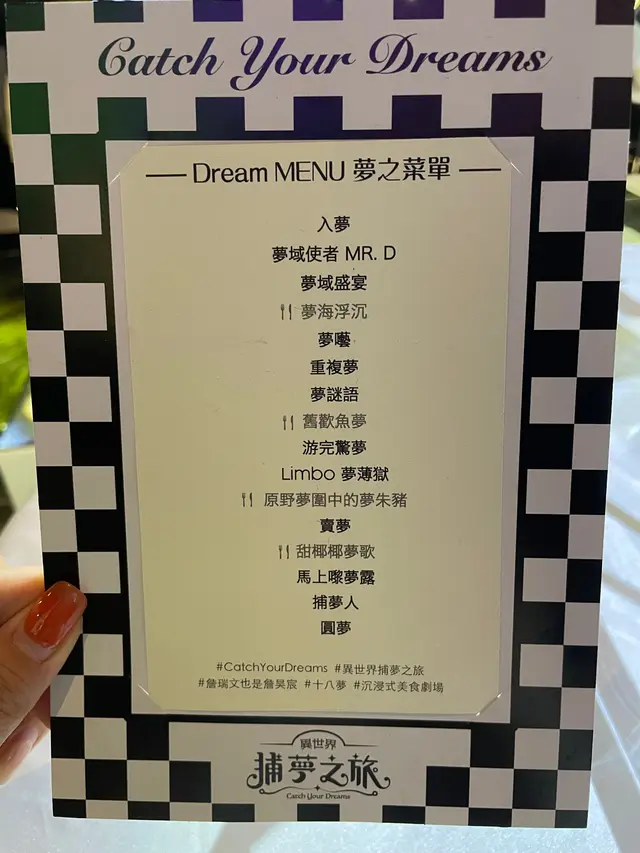 Catch Your Dreams
Dream MENU 夢之菜單
入夢
夢域使者 MR. D
夢域盛宴
夢海浮沉
夢囈
重複夢
夢謎語
舊歡魚夢
游完驚夢
Limbo 夢薄獄
原野夢圍中的夢朱豬
賣夢
甜椰椰夢歌
馬上嚟夢露
捕夢人
圓夢
#CatchYourDreams #異世界捕夢之旅
#詹瑞文也是詹昊宸 #十八夢 #沉浸式美食劇場
異世界
捕夢之旅
Catch Your Dreams